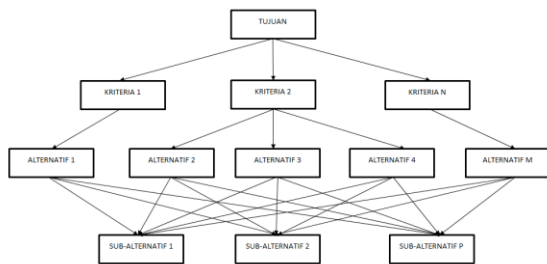 TUJUAN
KRITERIA 1
KRITERIA 2
KRITERIA N
ALTERNATIF 1
ALTERNATIF 2
ALTERNATIF 3
ALTERNATIF 4
ALTERNATIF M
SUB-ALTERNATIF 1
SUB-ALTERNATIF 2
SUB-ALTERNATIF P